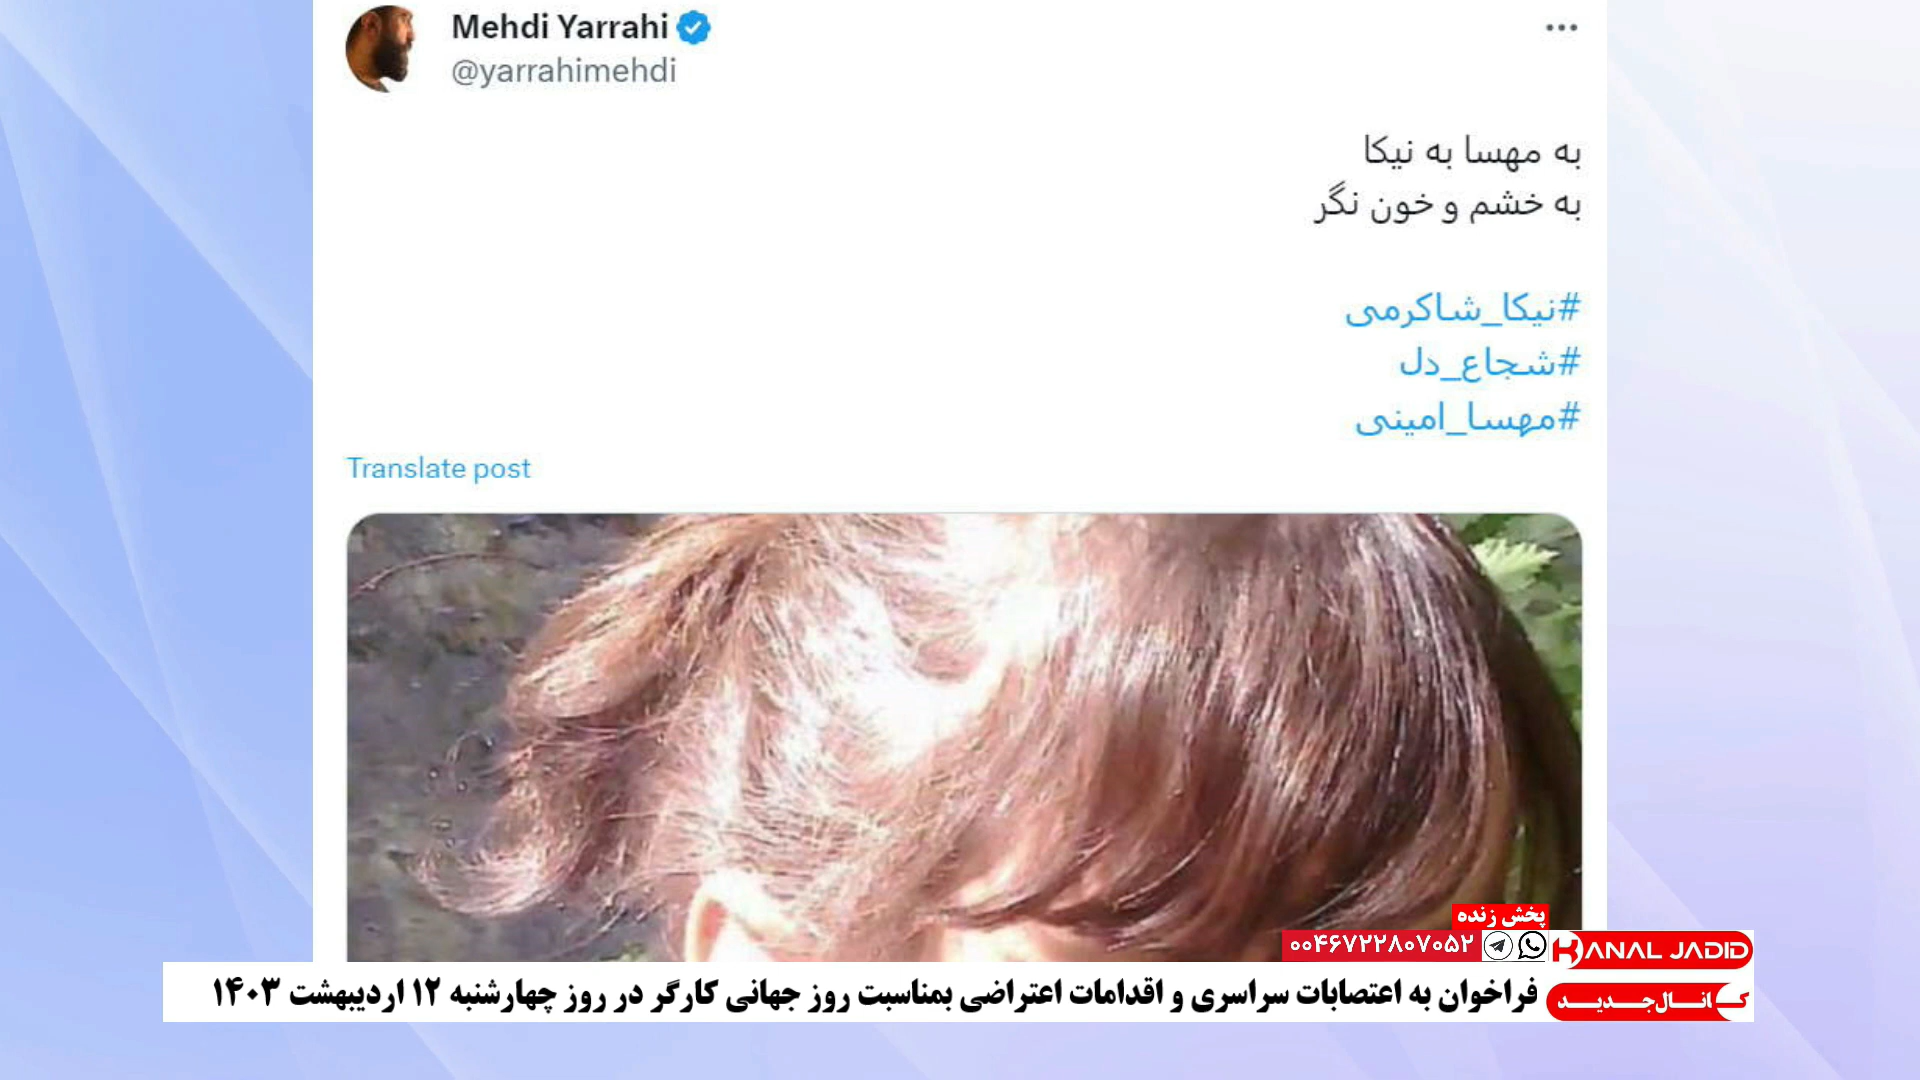 Mehdi Yarrahi
@yarrahimehdi
به مهسا به نیکا
به خشم و خون نگر
#نیکا_شاکرمی
#شجاع_دل
#مهسا_امینی
Translate post
پخش زنده
۰۰۴۶۷۲۲۸۰۷۰۵۲
KANAL JADID
کانال جدید
فراخوان به اعتصابات سراسری و اقدامات اعتراضی بمناسبت روز جهانی کارگر در روز چهارشنبه ۱۲ اردیبهشت ۱۴۰۳